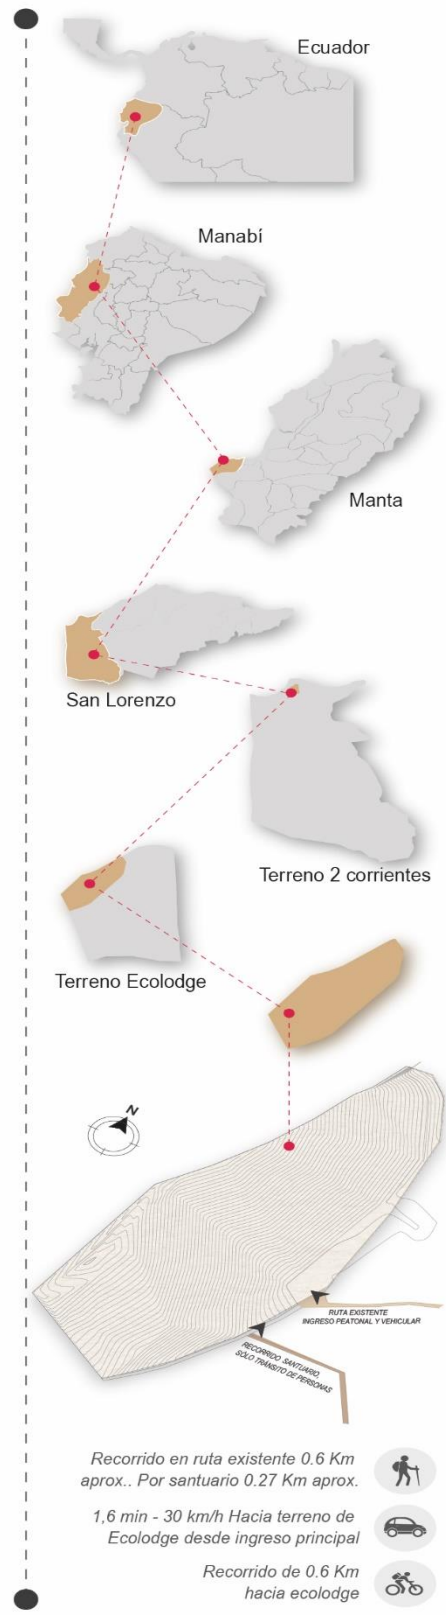 Ecuador
Manabí
Manta
San Lorenzo
Terreno 2 corrientes
Terreno Ecolodge
N
RUTA EXISTENTE
INGRESO PEATONAL Y VEHICULAR
RECORRIDO SANTUARIO,
SÓLO TRÁNSITO DE PERSONAS
Recorrido en ruta existente 0.6 Km
aprox.. Por santuario 0.27 Km aprox.
1,6 min - 30 km/h Hacia terreno de
Ecolodge desde ingreso principal
Recorrido de 0.6 Km
hacia ecolodge